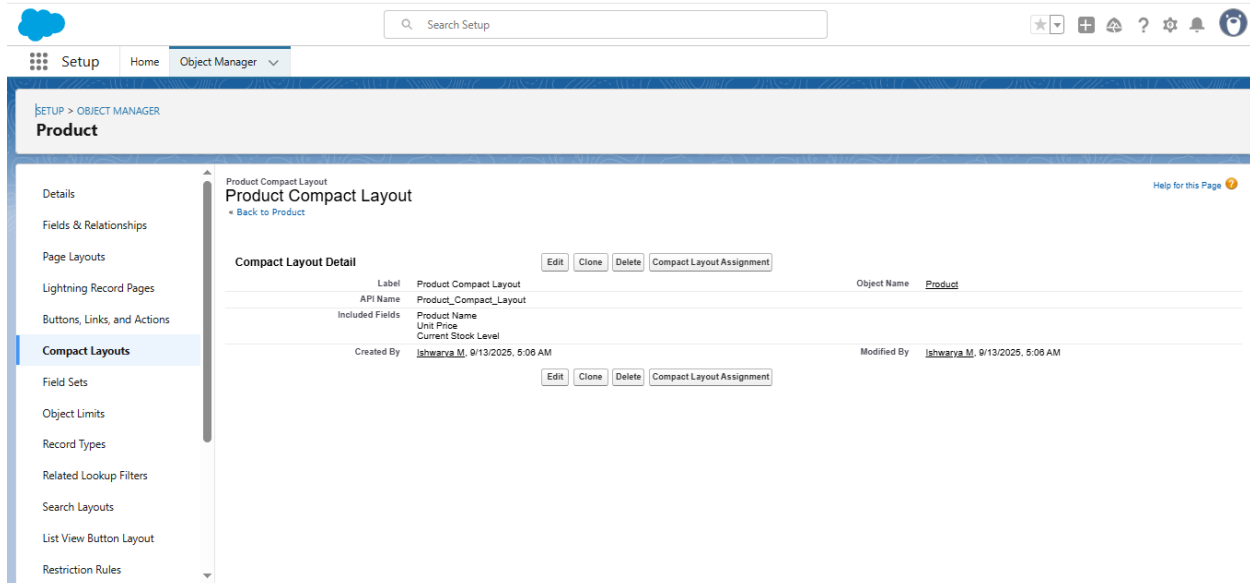 Search Setup
Setup
Home
Object Manager
SETUP > OBJECT MANAGER
Product
Details
Fields & Relationships
Page Layouts
Lightning Record Pages
Buttons, Links, and Actions
Compact Layouts
Field Sets
Object Limits
Record Types
Related Lookup Filters
Search Layouts
List View Button Layout
Restriction Rules
Product Compact Layout
Product Compact Layout
« Back to Product
Help for this Page
Compact Layout Detail
Edit Clone Delete Compact Layout Assignment
Label Product Compact Layout Object Name Product
API Name Product_Compact_Layout
Included Fields Product Name
Unit Price
Current Stock Level
Created By Ishwarya M, 9/13/2025, 5:06 AM Modified By Ishwarya M, 9/13/2025, 5:06 AM
Edit Clone Delete Compact Layout Assignment